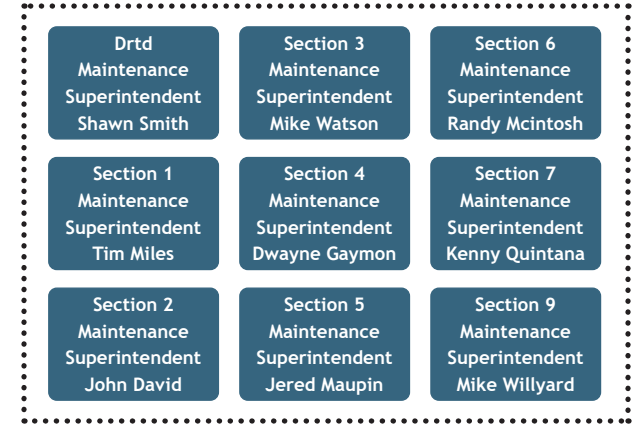 Drtd
Maintenance
Superintendent
Shawn Smith
Section 1
Maintenance
Superintendent
Tim Miles
Section 2
Maintenance
Superintendent
John David
Section 3
Maintenance
Superintendent
Mike Watson
Section 4
Maintenance
Superintendent
Dwayne Gaymon
Section 5
Maintenance
Superintendent
Jered Maupin
Section 6
Maintenance
Superintendent
Randy Mcintosh
Section 7
Maintenance
Superintendent
Kenny Quintana
Section 9
Maintenance
Superintendent
Mike Willyard